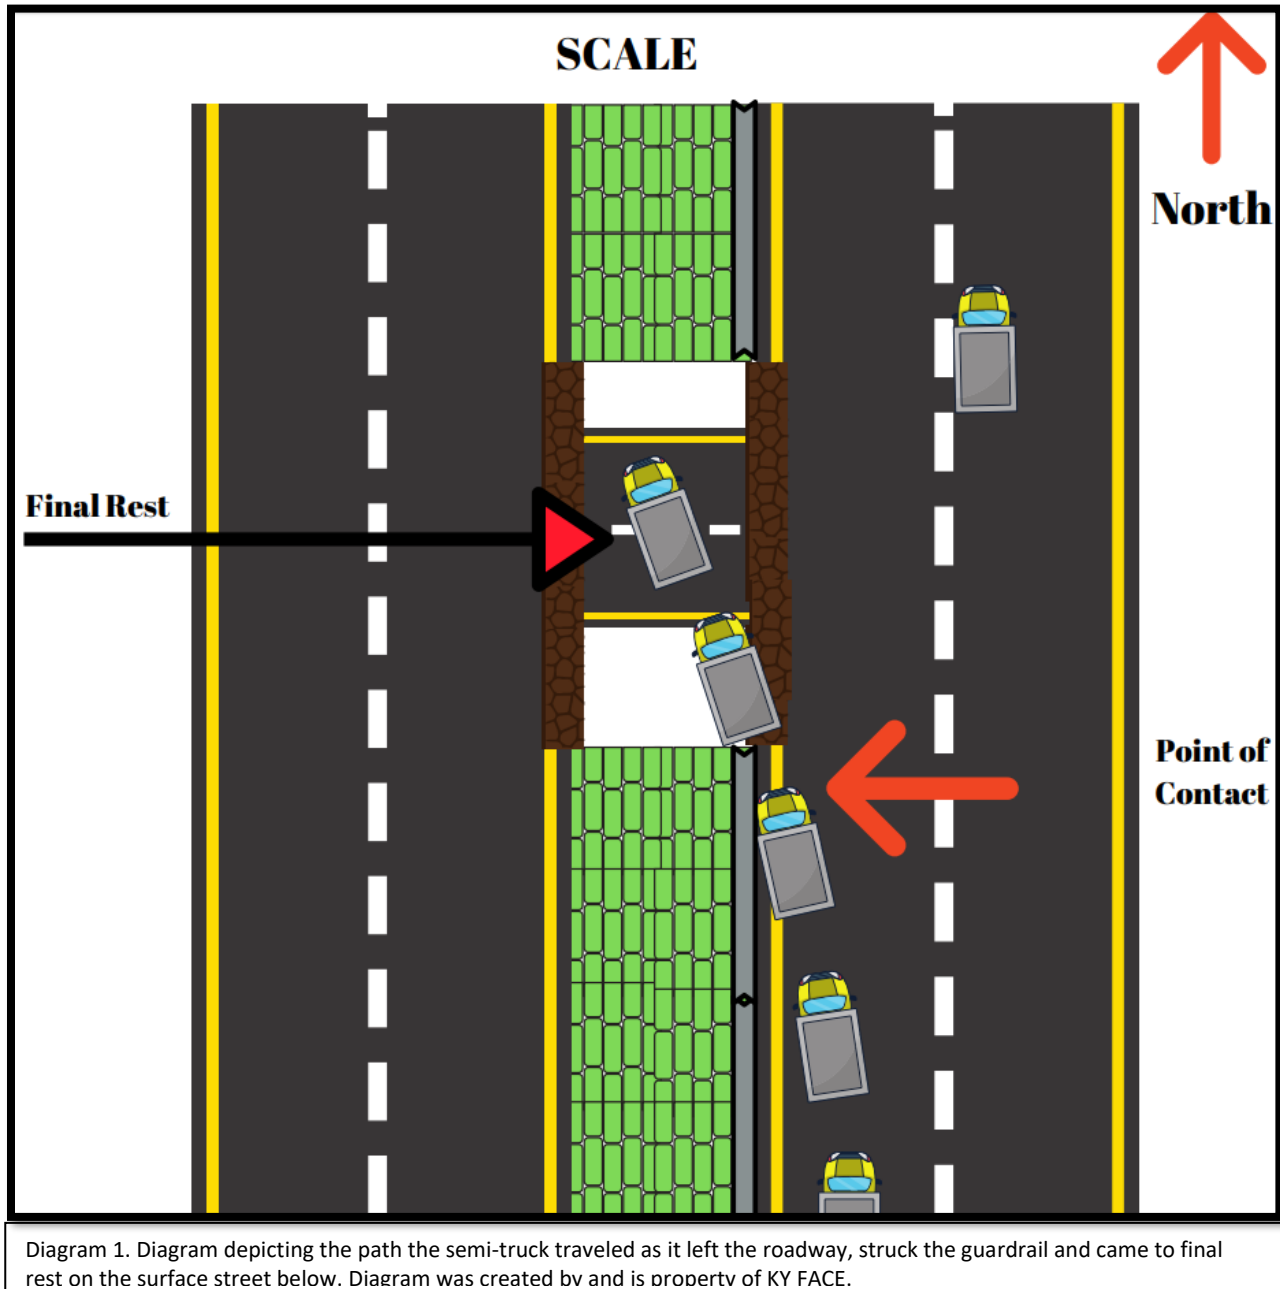 SCALE
North
Final Rest
Point of
Contact
Diagram 1. Diagram depicting the path the semi-truck traveled as it left the roadway, struck the guardrail and came to final
rest on the surface street below. Diagram was created by and is property of KY FACE.